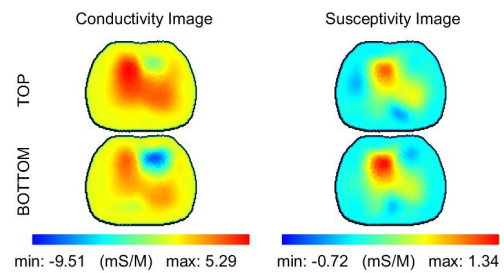 Conductivity Image
Susceptivity Image
TOP
BOTTOM
min: -9.51 (mS/M) max: 5.29
min: -0.72 (mS/M) max: 1.34